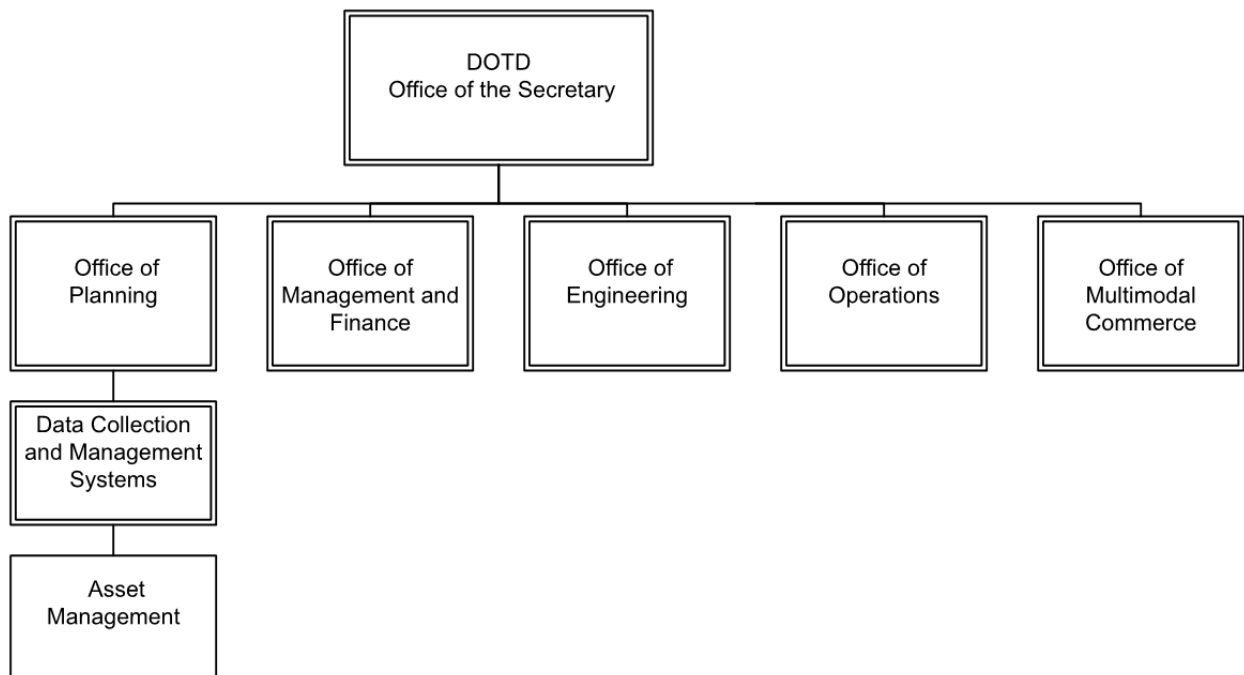 DOTD
Office of the Secretary
Office of
Planning
Office of
Management and
Finance
Office of
Engineering
Office of
Operations
Office of
Multimodal
Commerce
Data Collection
and Management
Systems
Asset
Management